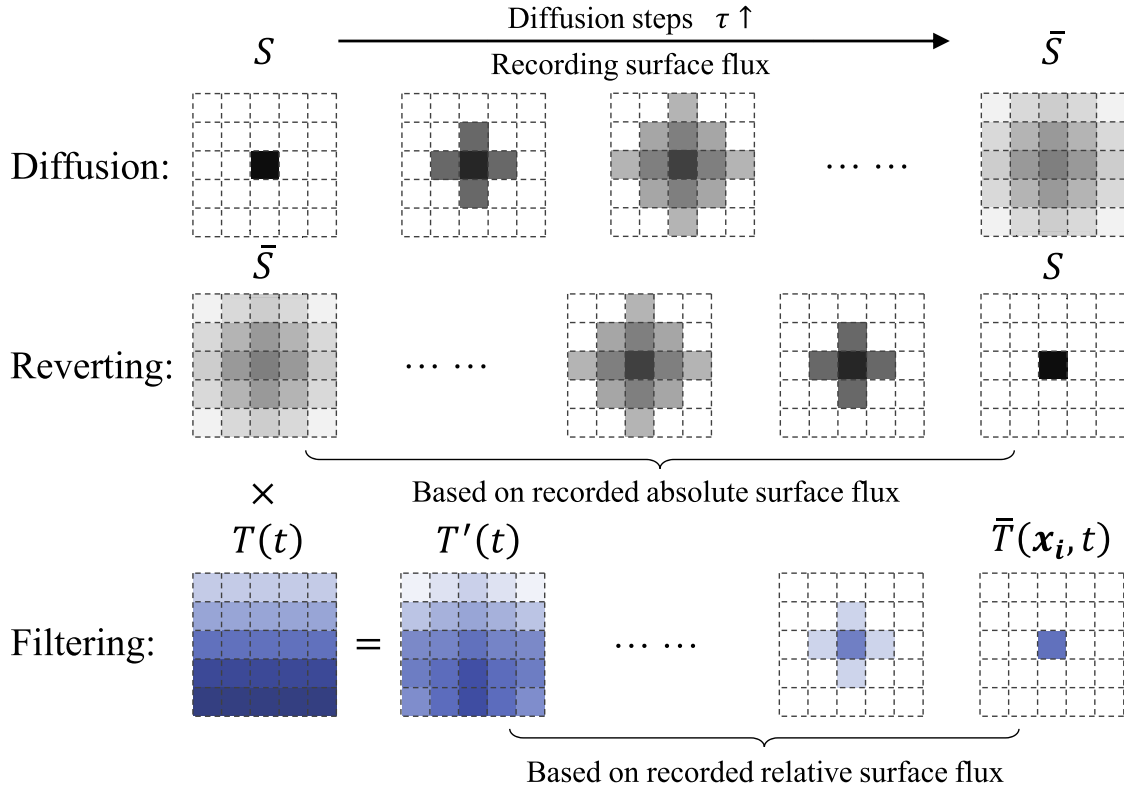 Diffusion steps τ ↑
S
S̄
Recording surface flux
Diffusion:
… …
S̄
S
Reverting:
… …
Based on recorded absolute surface flux
×
T(t)
T′(t)
T̄(𝒙𝒊, t)
Filtering:
=
… …
Based on recorded relative surface flux